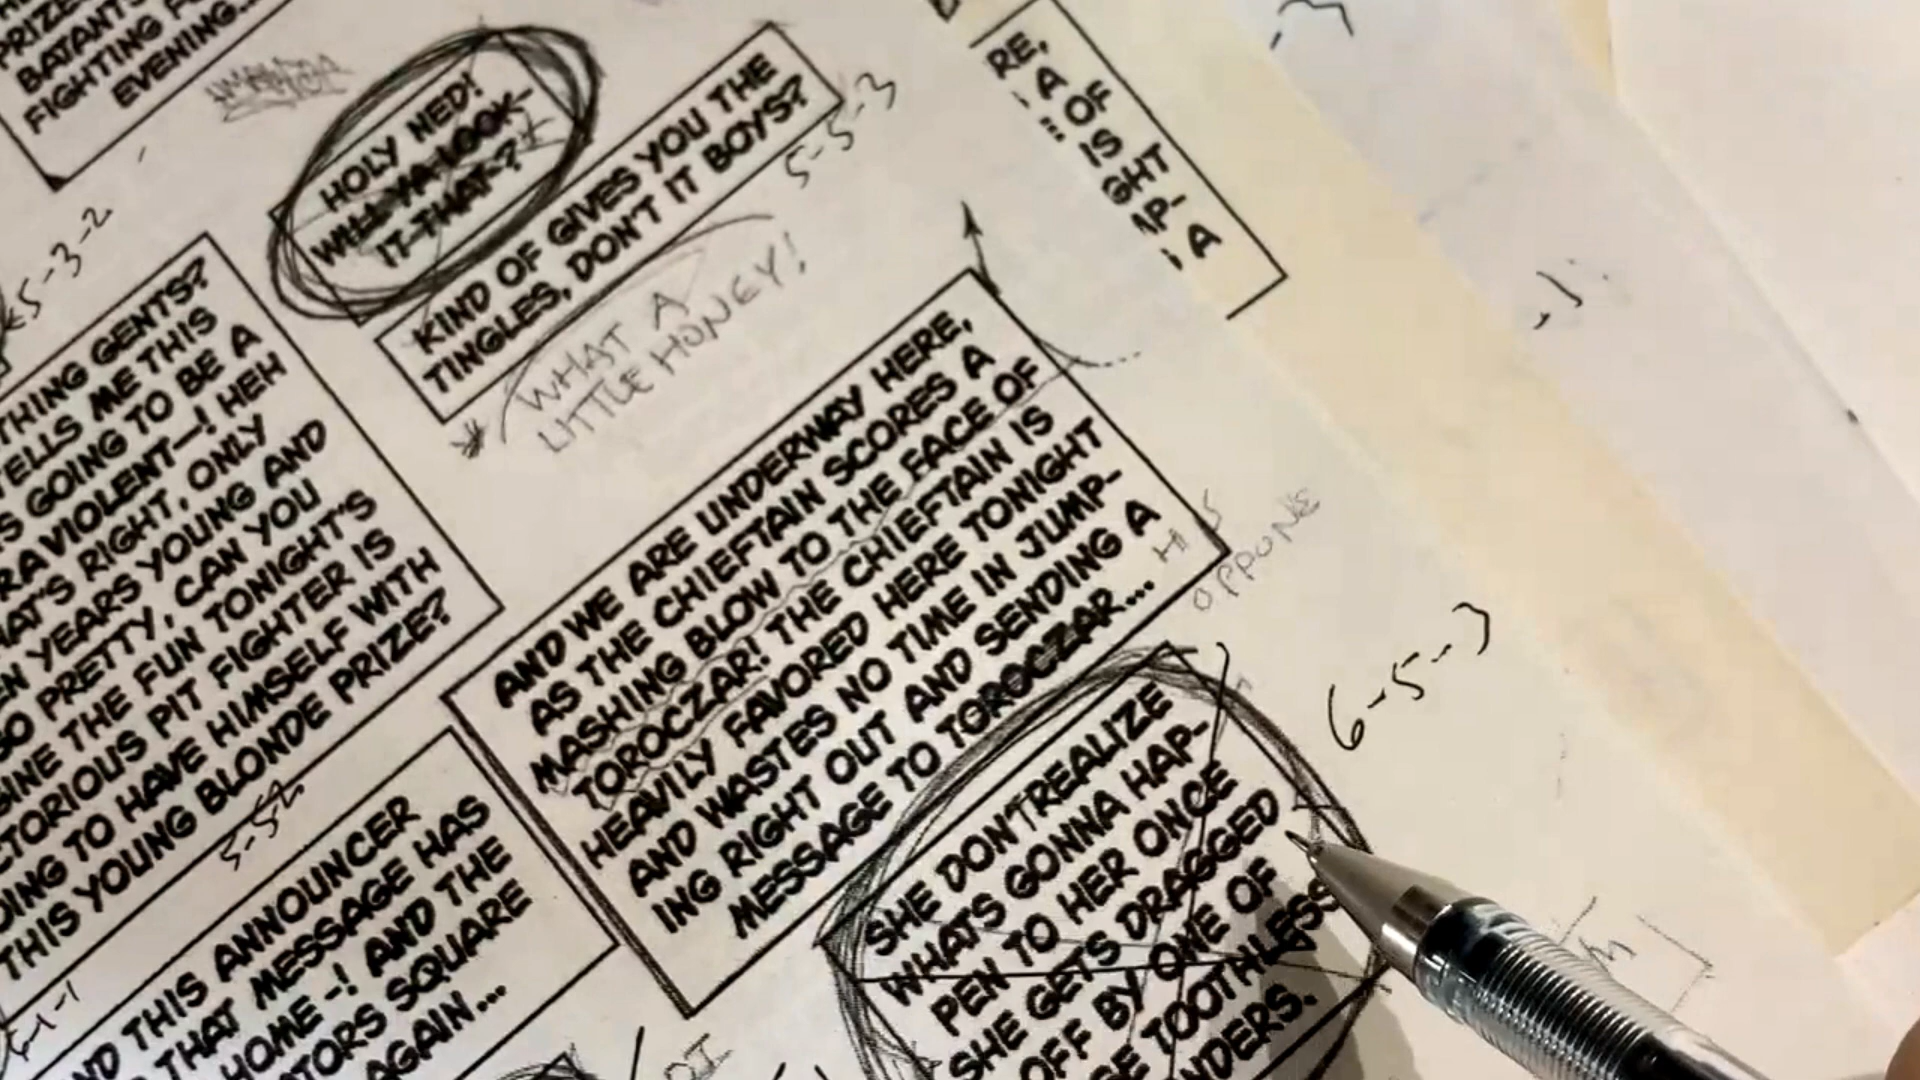 PRIZE
BATANTS
FIGHTING F
EVENING...
HOLY NED!
WILL YA LOOK-
IT THAT?
KIND OF GIVES YOU THE
TINGLES, DON'T IT BOYS?
5-5-3
WHAT A
LITTLE HONEY!
RE,
A
OF
IS
GHT
AP,
A
5-3-2
THING GENTS?
TELLS ME THIS
S GOING TO BE A
RAVIOLENT—! HEH
HAT'S RIGHT, ONLY
EN YEARS YOUNG AND
SO PRETTY, CAN YOU
GINE THE FUN TONIGHT'S
CTORIOUS PIT FIGHTER IS
OING TO HAVE HIMSELF WITH
THIS YOUNG BLONDE PRIZE?
AND WE ARE UNDERWAY HERE,
AS THE CHIEFTAIN SCORES A
MASHING BLOW TO THE FACE OF
TOROCZAR! THE CHIEFTAIN IS
HEAVILY FAVORED HERE TONIGHT
AND WASTES NO TIME IN JUMP-
ING RIGHT OUT AND SENDING A
MESSAGE TO TOROCZAR....
HIS
OPPONE
6-5-3
ND THIS ANNOUNCER
THAT MESSAGE HAS
HOME -! AND THE
ATORS SQUARE
AGAIN...
SHE DON'T REALIZE
WHAT'S GONNA HAP-
PEN TO HER ONCE
SHE GETS DRAGGED
OFF BY ONE OF
SE TOOTHLESS
NDERS.